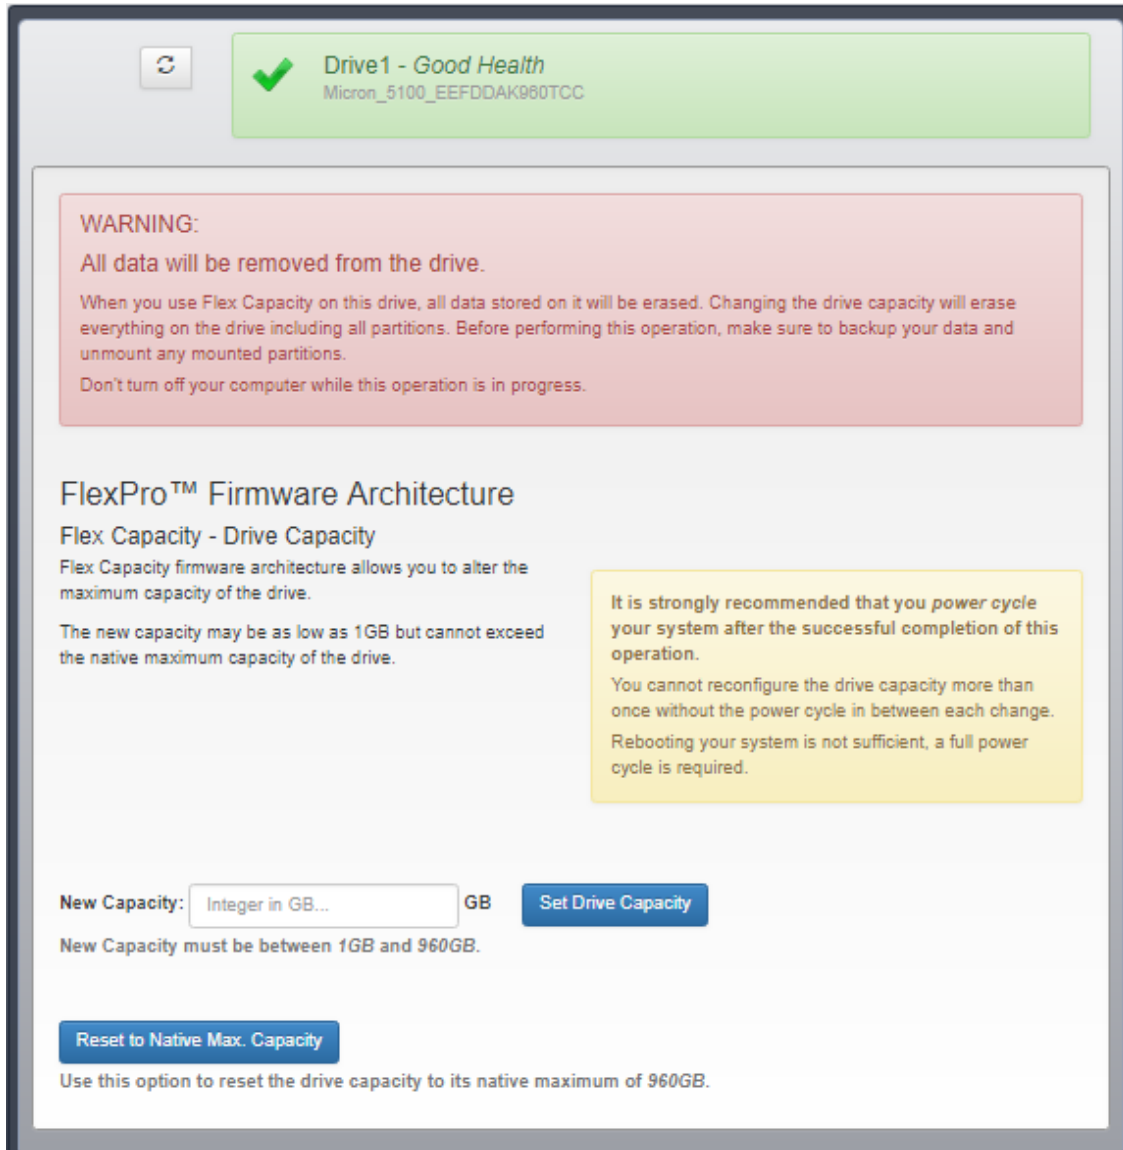 Drive1 - Good Health
Micron_5100_EEFDDAK960TCC
WARNING:
All data will be removed from the drive.
When you use Flex Capacity on this drive, all data stored on it will be erased. Changing the drive capacity will erase
everything on the drive including all partitions. Before performing this operation, make sure to backup your data and
unmount any mounted partitions.
Don't turn off your computer while this operation is in progress.
FlexPro™ Firmware Architecture
Flex Capacity - Drive Capacity
Flex Capacity firmware architecture allows you to alter the
maximum capacity of the drive.
The new capacity may be as low as 1GB but cannot exceed
the native maximum capacity of the drive.
It is strongly recommended that you power cycle
your system after the successful completion of this
operation.
You cannot reconfigure the drive capacity more than
once without the power cycle in between each change.
Rebooting your system is not sufficient, a full power
cycle is required.
New Capacity: Integer in GB... GB Set Drive Capacity
New Capacity must be between 1GB and 960GB.
Reset to Native Max. Capacity
Use this option to reset the drive capacity to its native maximum of 960GB.